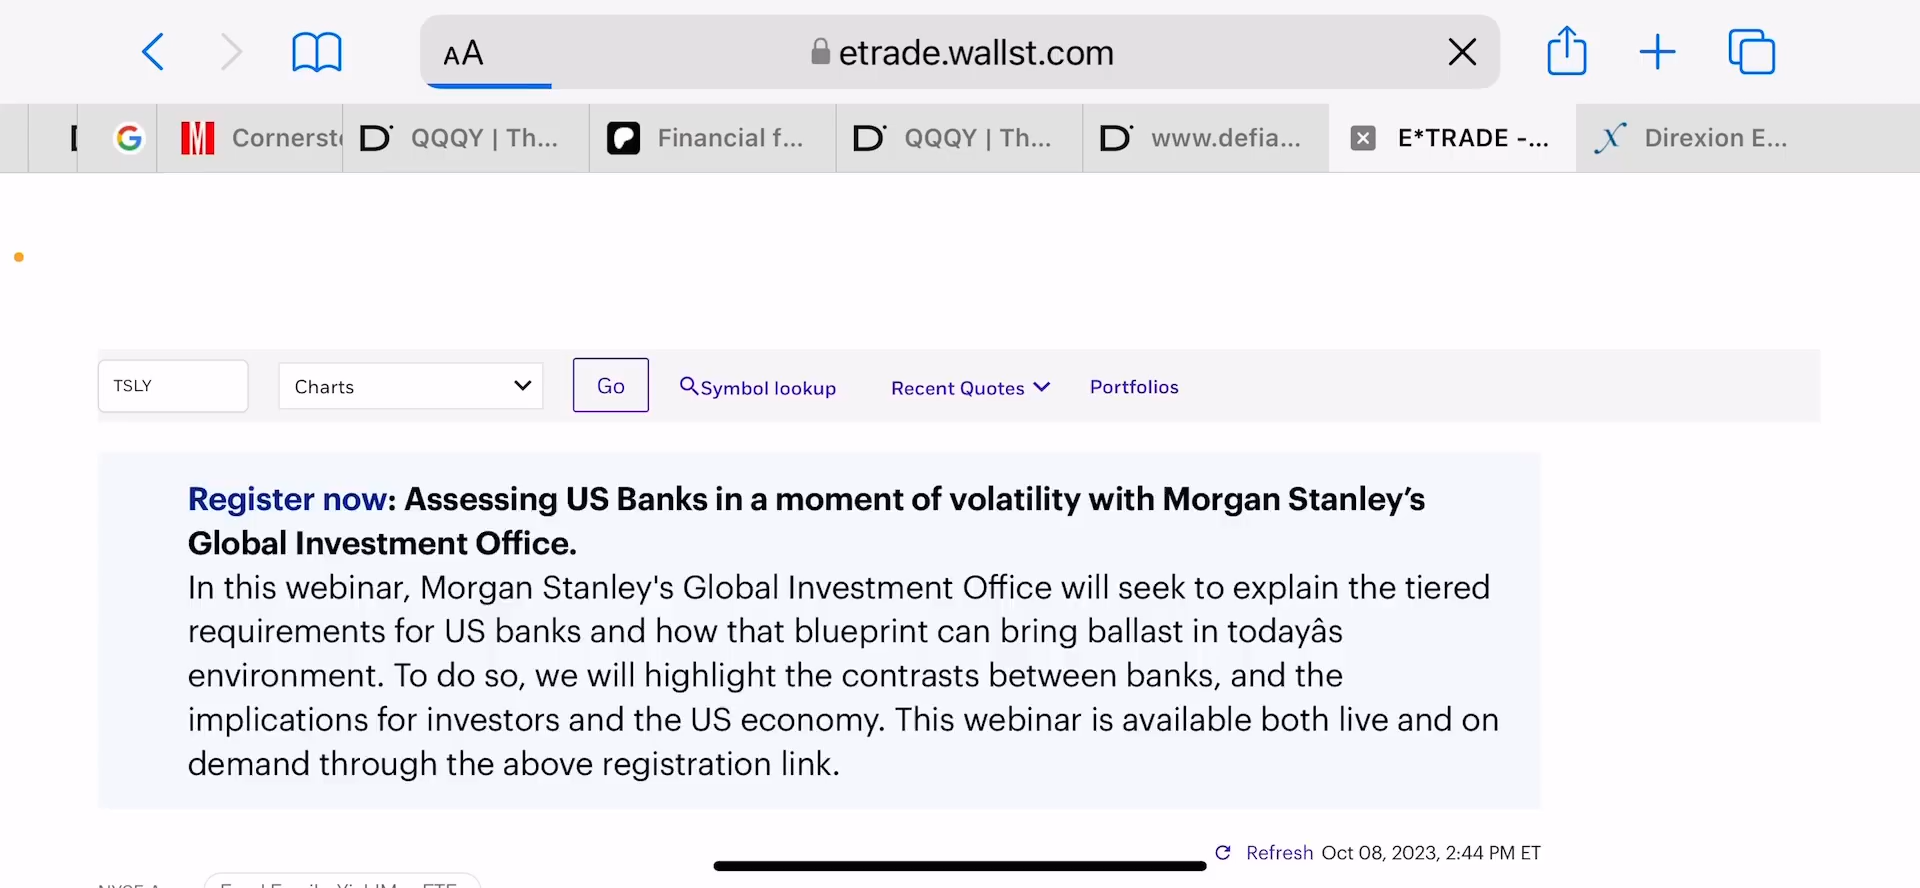 AA etrade.wallst.com
Cornerst QQQY | Th... Financial f... QQQY | Th... www.defia... E*TRADE -... Direxion E...
TSLY Charts Go Symbol lookup Recent Quotes Portfolios
Register now: Assessing US Banks in a moment of volatility with Morgan Stanley’s
Global Investment Office.
In this webinar, Morgan Stanley's Global Investment Office will seek to explain the tiered
requirements for US banks and how that blueprint can bring ballast in todayâs
environment. To do so, we will highlight the contrasts between banks, and the
implications for investors and the US economy. This webinar is available both live and on
demand through the above registration link.
Refresh Oct 08, 2023, 2:44 PM ET